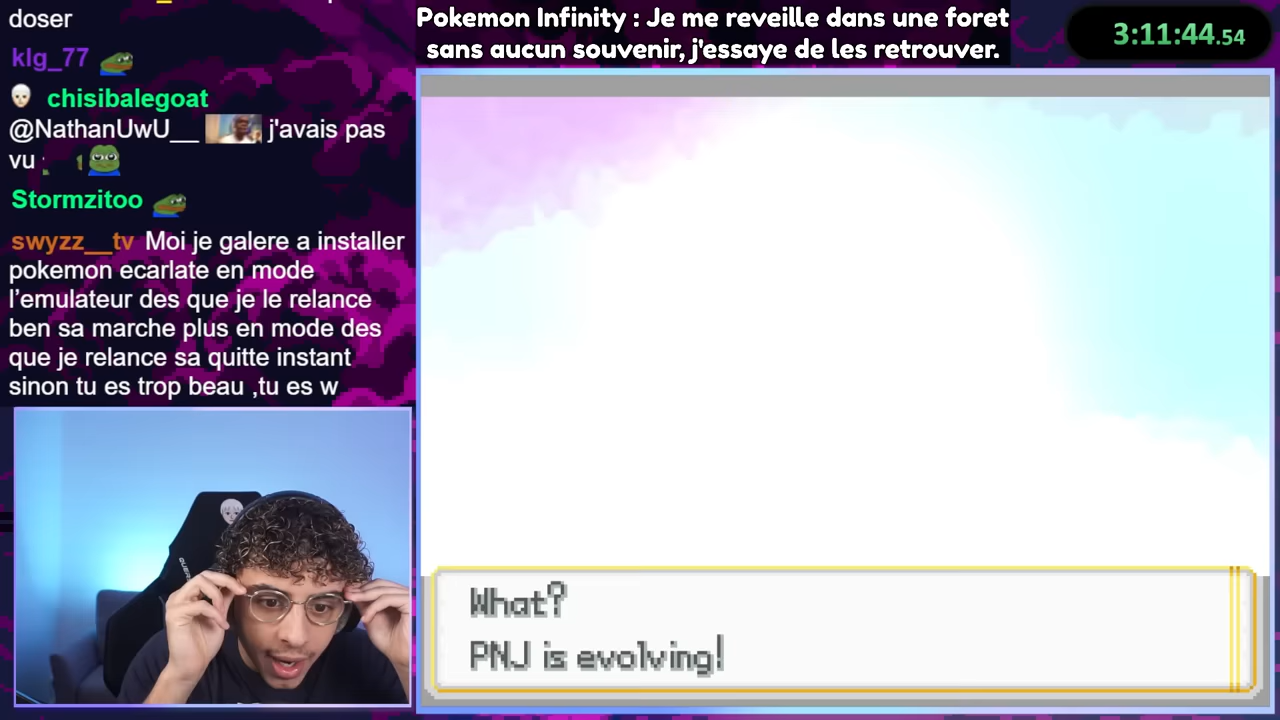 doser
klg_77
chisibalegoat
@NathanUwU__ j'avais pas
vu
Stormzitoo
swyzz__tv Moi je galere a installer
pokemon ecarlate en mode
l'emulateur des que je le relance
ben sa marche plus en mode des
que je relance sa quitte instant
sinon tu es trop beau ,tu es w
Pokemon Infinity : Je me reveille dans une foret
sans aucun souvenir, j'essaye de les retrouver.
3:11:44.54
What?
PNJ is evolving!